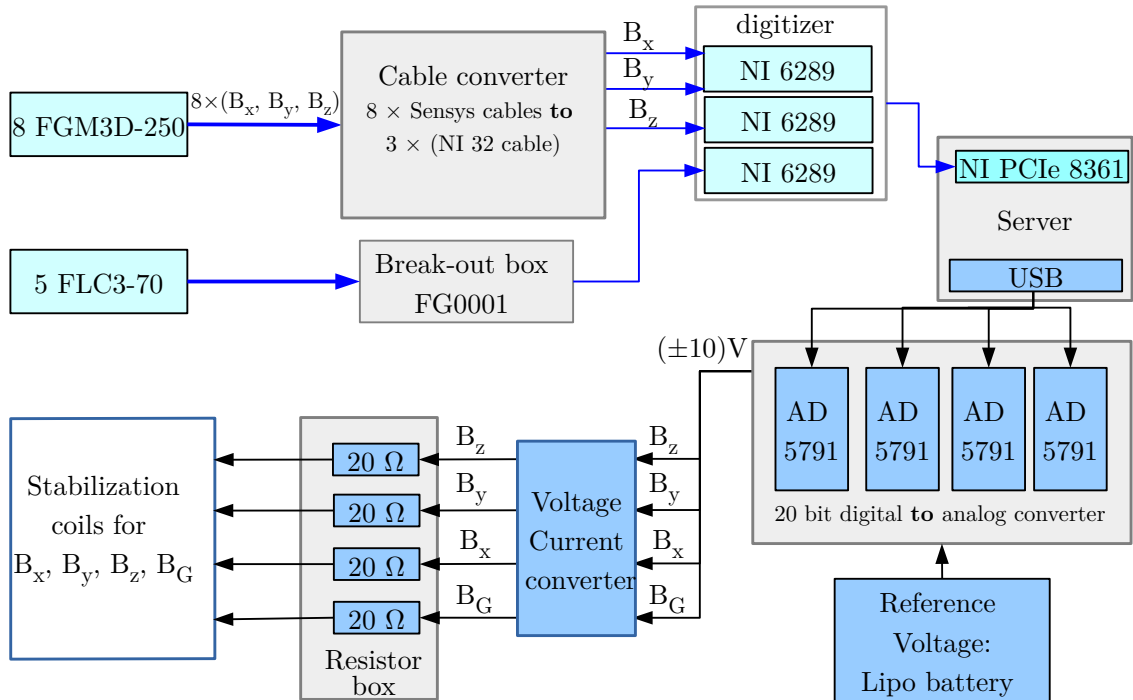 8 FGM3D-250
8×(Bx, By, Bz)
Cable converter
8 × Sensys cables to
3 × (NI 32 cable)
Bx
By
Bz
digitizer
NI 6289
NI 6289
NI 6289
NI PCIe 8361
Server
USB
5 FLC3-70
Break-out box
FG0001
(±10)V
AD
5791
AD
5791
AD
5791
AD
5791
20 bit digital to analog converter
Reference
Voltage:
Lipo battery
Bz
By
Bx
BG
Voltage
Current
converter
Bz
By
Bx
BG
20 Ω
20 Ω
20 Ω
20 Ω
Resistor
box
Stabilization
coils for
Bx, By, Bz, BG